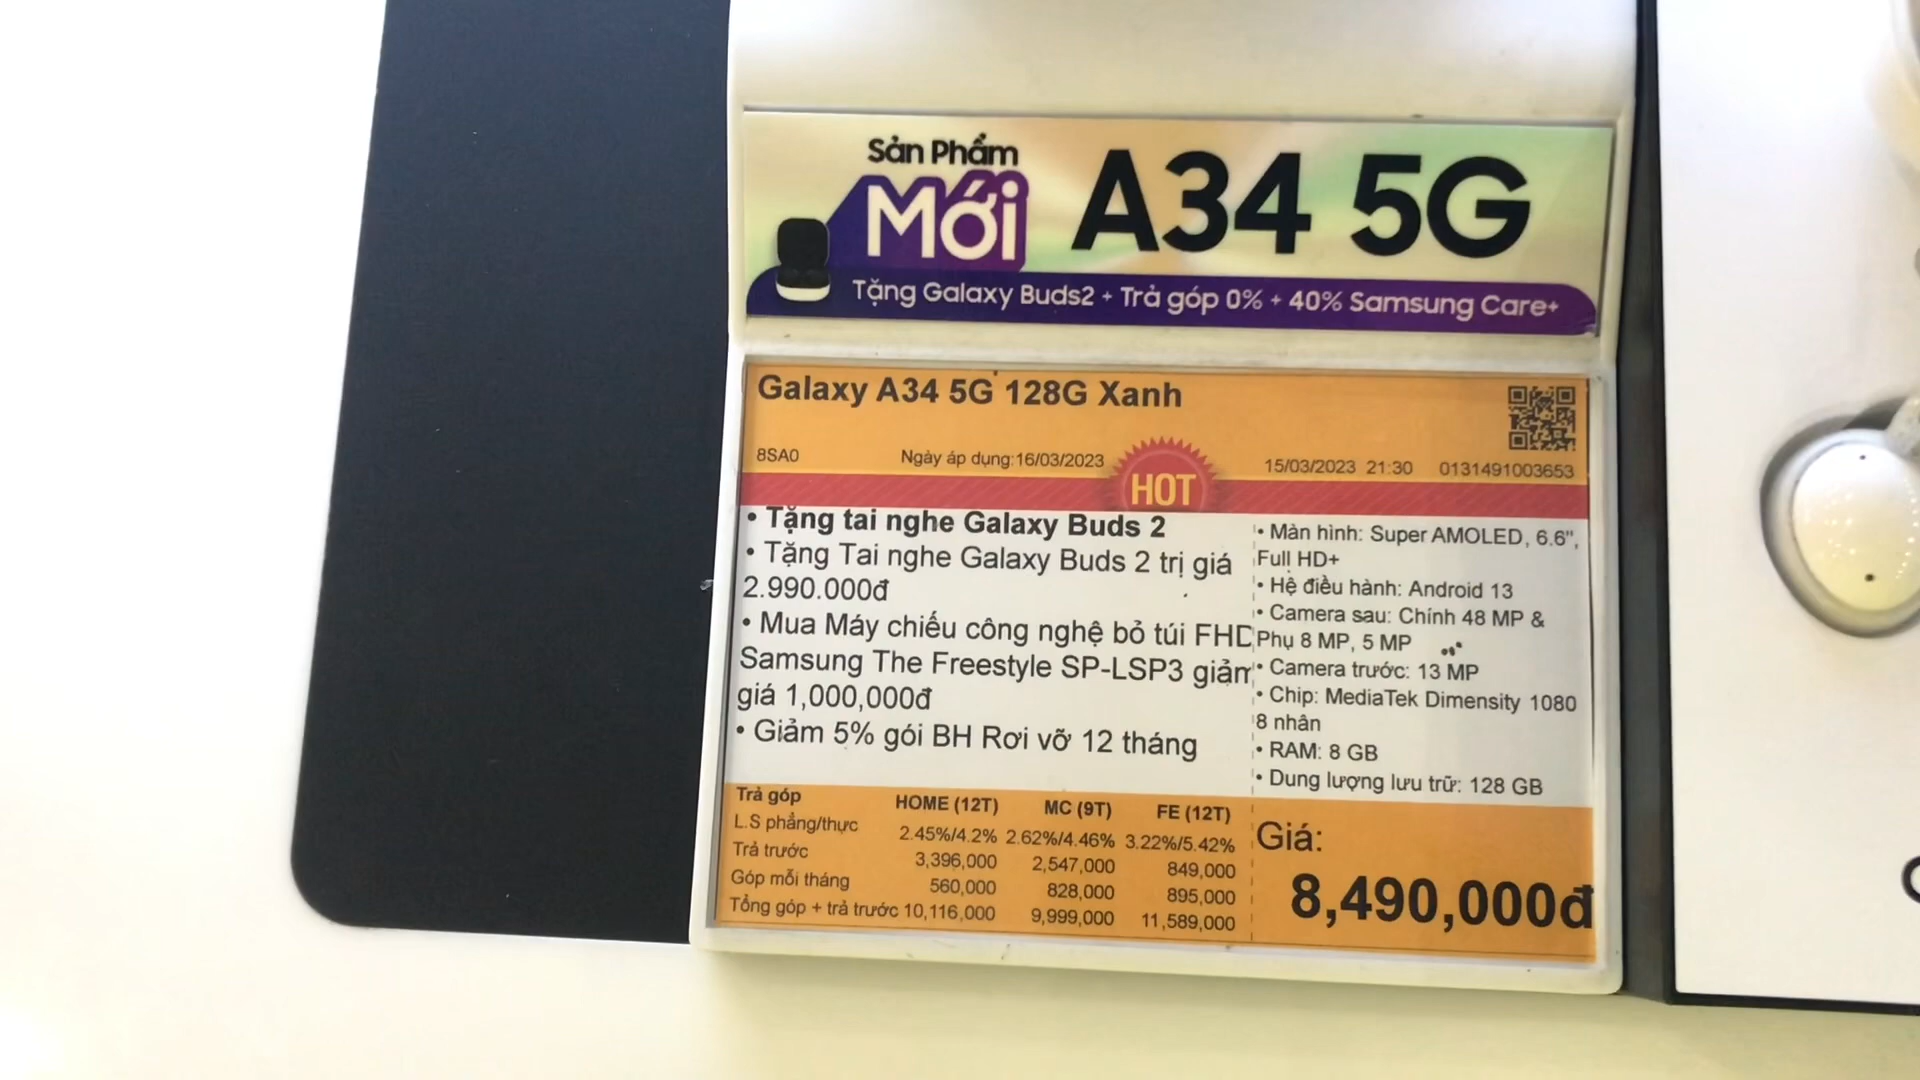 Sản Phẩm
Mới
A34 5G
Tặng Galaxy Buds2 + Trả góp 0% + 40% Samsung Care+
Galaxy A34 5G 128G Xanh
8SA0 Ngày áp dụng:16/03/2023 15/03/2023 21:30 0131491003653
HOT
• Tặng tai nghe Galaxy Buds 2
• Tặng Tai nghe Galaxy Buds 2 trị giá
2.990.000đ
• Mua Máy chiếu công nghệ bỏ túi FHD
Samsung The Freestyle SP-LSP3 giảm
giá 1,000,000đ
• Giảm 5% gói BH Rơi vỡ 12 tháng
• Màn hình: Super AMOLED, 6.6",
Full HD+
• Hệ điều hành: Android 13
• Camera sau: Chính 48 MP &
Phụ 8 MP, 5 MP
• Camera trước: 13 MP
• Chip: MediaTek Dimensity 1080
8 nhân
• RAM: 8 GB
• Dung lượng lưu trữ: 128 GB
Trả góp HOME (12T) MC (9T) FE (12T)
L.S phẳng/thực 2.45%/4.2% 2.62%/4.46% 3.22%/5.42%
Trả trước 3,396,000 2,547,000 849,000
Góp mỗi tháng 560,000 828,000 895,000
Tổng góp + trả trước 10,116,000 9,999,000 11,589,000
Giá:
8,490,000đ